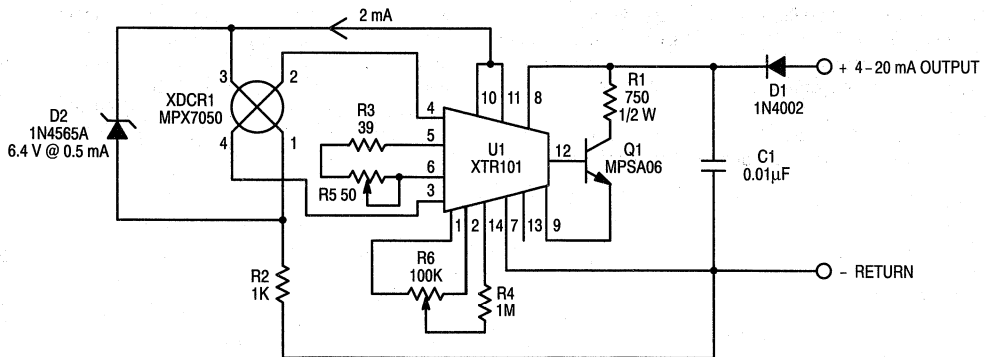 2 mA
3
2
XDCR1
MPX7050
4
1
D2
1N4565A
6.4 V @ 0.5 mA
R2
1K
R3
39
R5 50
4
5
6
3
10
11
8
U1
XTR101
12
1
2
14
7
13
9
R6
100K
R4
1M
R1
750
1/2 W
Q1
MPSA06
C1
0.01µF
D1
1N4002
+ 4–20 mA OUTPUT
– RETURN